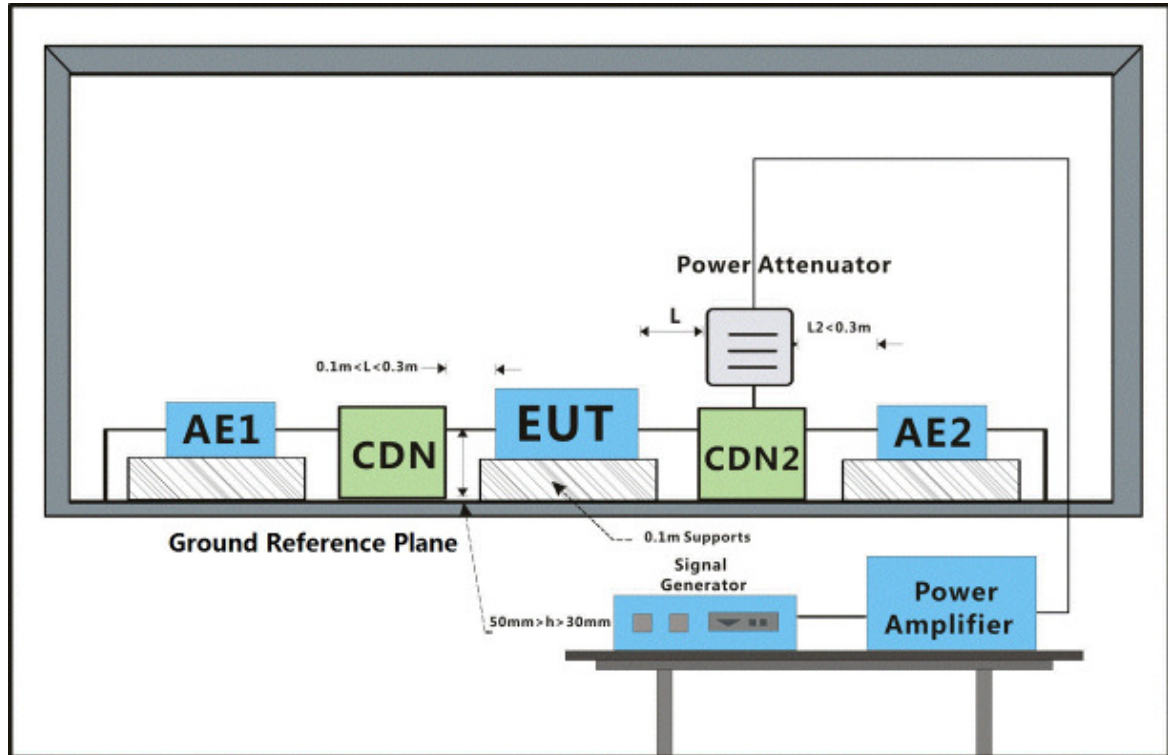 Power Attenuator
L
L2<0.3m
0.1m<L<0.3m
AE1
CDN
EUT
CDN2
AE2
Ground Reference Plane
0.1m Supports
Signal
Generator
50mm>h>30mm
Power
Amplifier